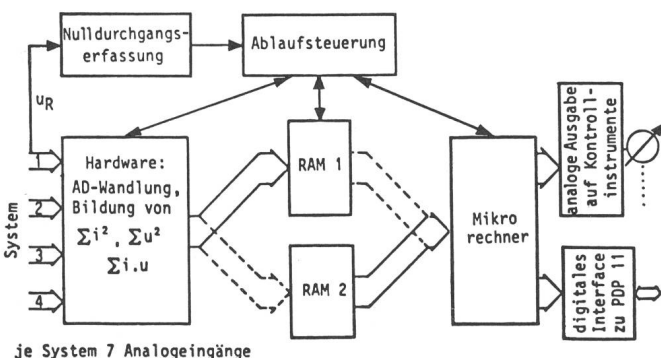 Nulldurchgangs-
erfassung
Ablaufsteuerung
uR
System
1
2
3
4
Hardware:
AD-Wandlung,
Bildung von
Σi², Σu²
Σi.u
RAM 1
RAM 2
Mikro
rechner
analoge Ausgabe
auf Kontroll-
instrumente
digitales
Interface
zu PDP 11
je System 7 Analogeingänge